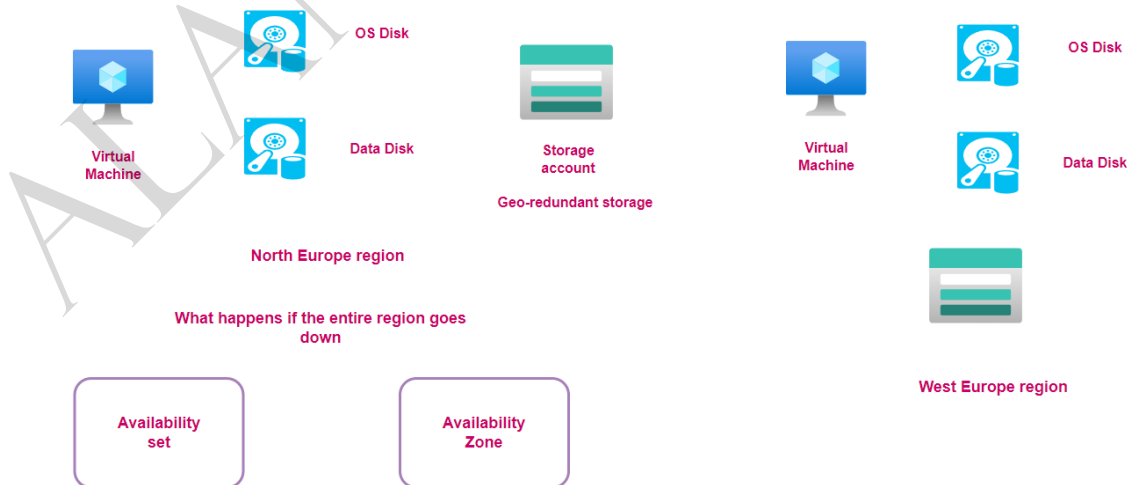 OS Disk
Virtual
Machine
Data Disk
Storage
account
Geo-redundant storage
North Europe region
What happens if the entire region goes
down
Availability
set
Availability
Zone
OS Disk
Virtual
Machine
Data Disk
West Europe region